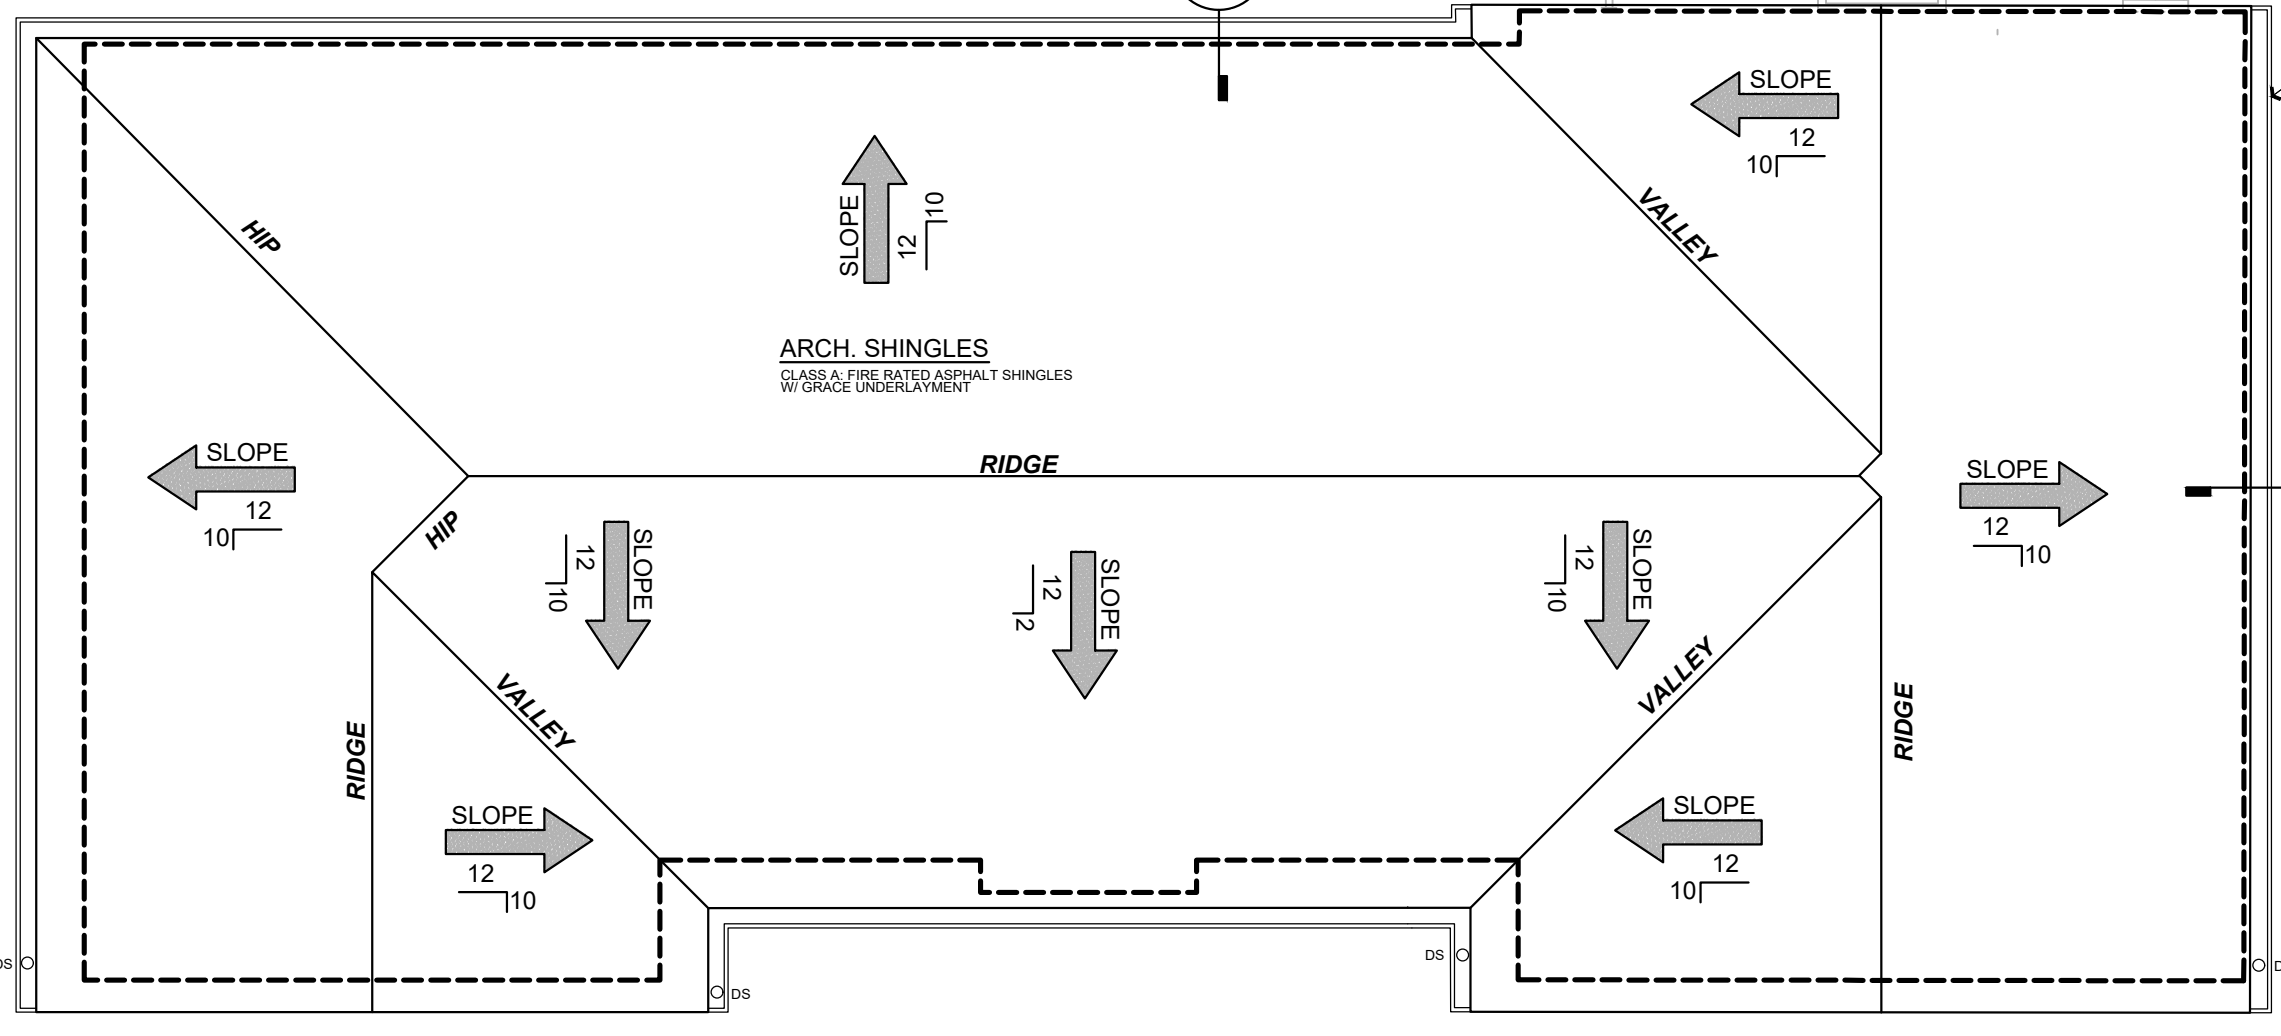 SLOPE
12
10
VALLEY
HIP
SLOPE
12
10
ARCH. SHINGLES
CLASS A: FIRE RATED ASPHALT SHINGLES
W/ GRACE UNDERLAYMENT
RIDGE
SLOPE
12
10
HIP
SLOPE
12
10
SLOPE
12
2
SLOPE
12
10
SLOPE
12
10
VALLEY
VALLEY
RIDGE
RIDGE
SLOPE
12
10
SLOPE
12
10
DS
DS
DS